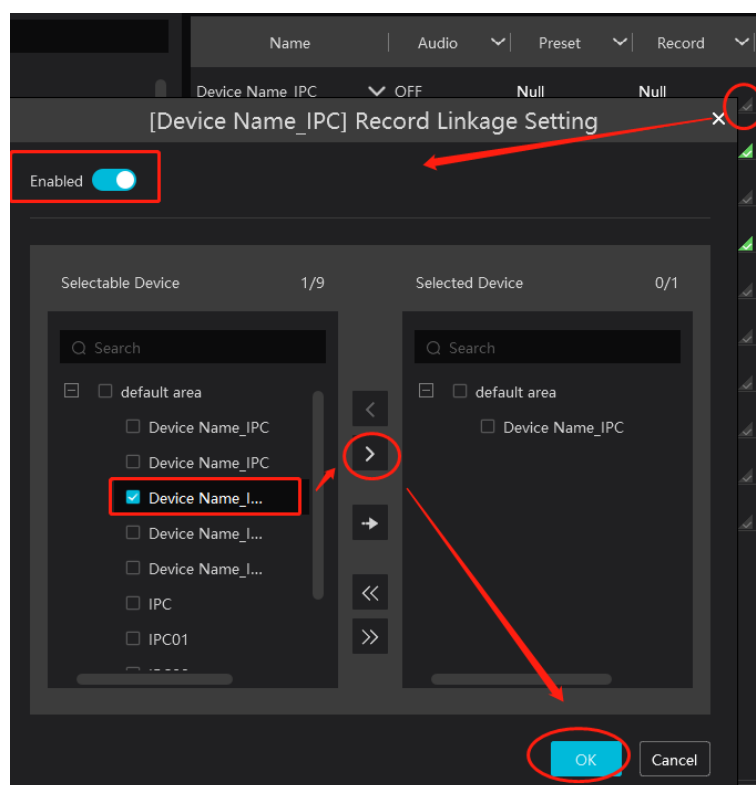 Name Audio Preset Record
Device Name_IPC OFF Null Null
[Device Name_IPC] Record Linkage Setting
Enabled
Selectable Device 1/9
Selected Device 0/1
Search
Search
default area
default area
Device Name_IPC
Device Name_IPC
Device Name_IPC
Device Name_I...
Device Name_I...
Device Name_I...
IPC
IPC01
OK
Cancel